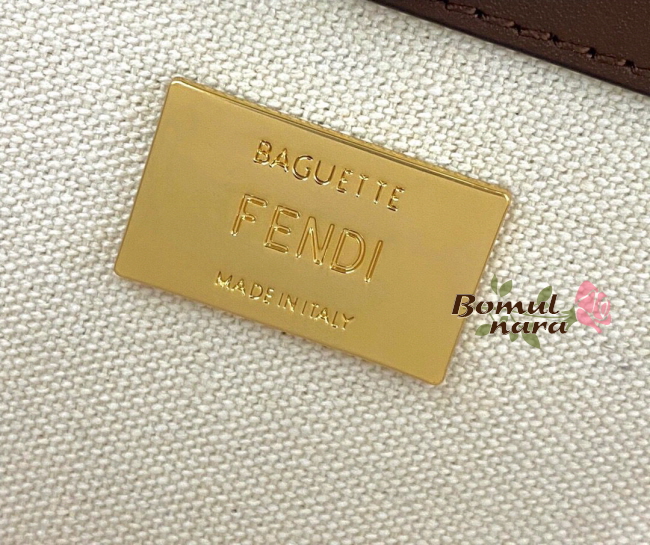 BAGUETTE
FENDI
MADE IN ITALY
Bomul
nara